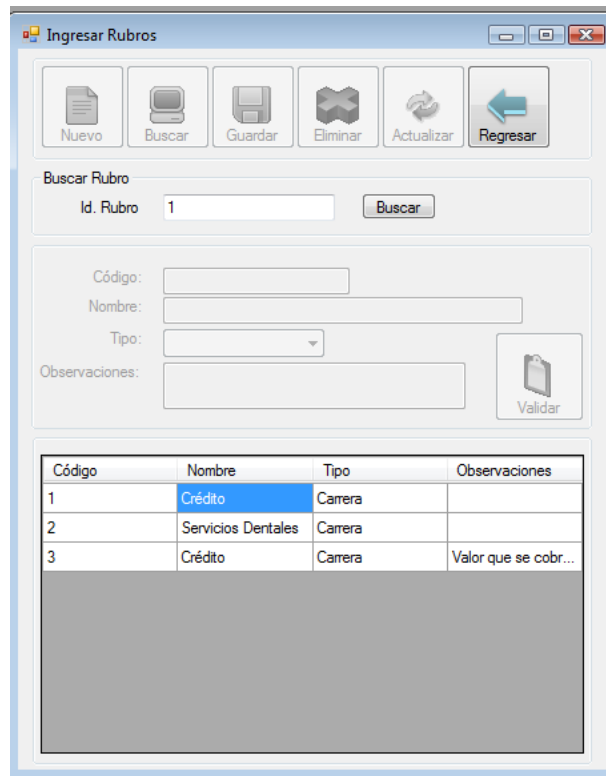 Ingresar Rubros
Nuevo Buscar Guardar Eliminar Actualizar Regresar
Buscar Rubro
Id. Rubro 1 Buscar
Código:
Nombre:
Tipo:
Observaciones:
Validar
Código Nombre Tipo Observaciones
1 Crédito Carrera
2 Servicios Dentales Carrera
3 Crédito Carrera Valor que se cobr...